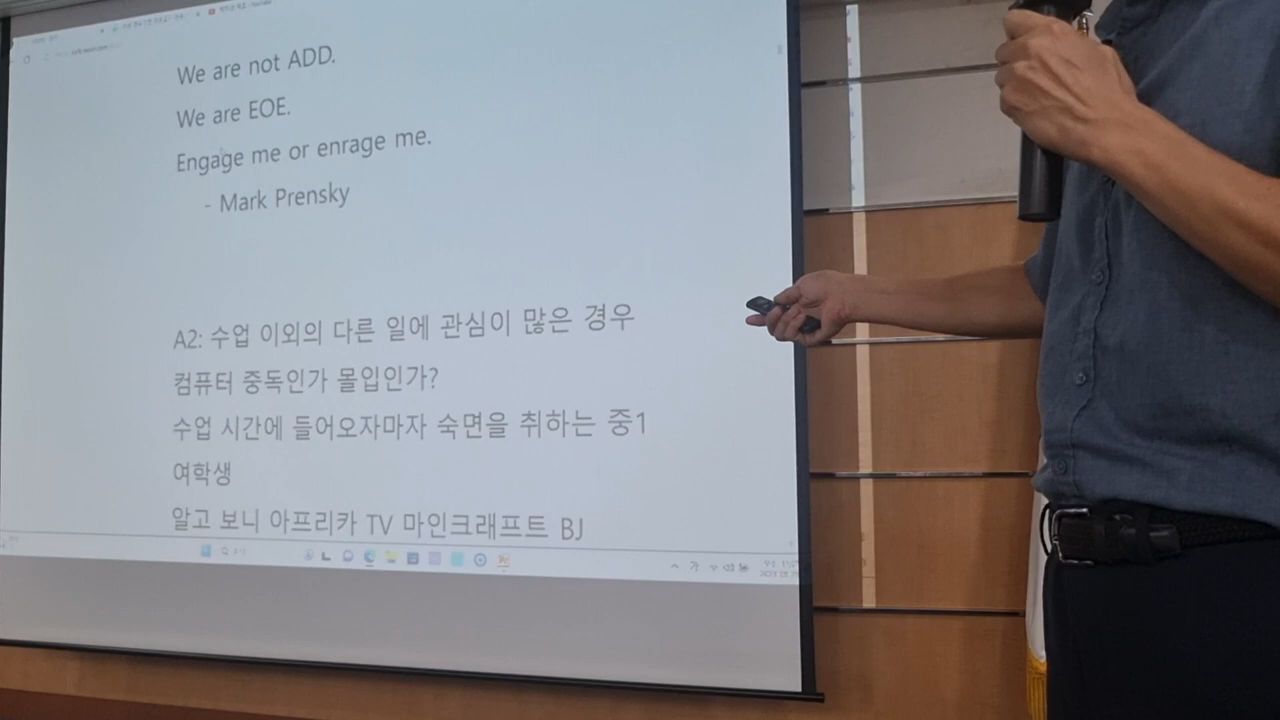 We are not ADD.
We are EOE.
Engage me or enrage me.
- Mark Prensky
A2: 수업 이외의 다른 일에 관심이 많은 경우
컴퓨터 중독인가 몰입인가?
수업 시간에 들어오자마자 숙면을 취하는 중1
여학생
알고 보니 아프리카 TV 마인크래프트 BJ
가